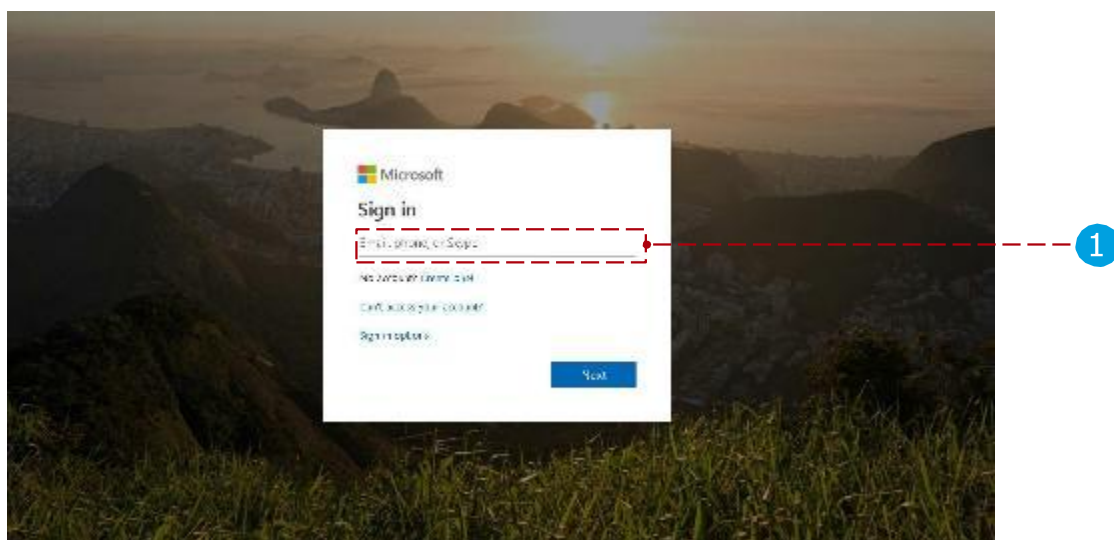 Microsoft
Sign in
Email, phone, or Skype
No account? Create one!
Can't access your account?
Sign-in options
Next
1